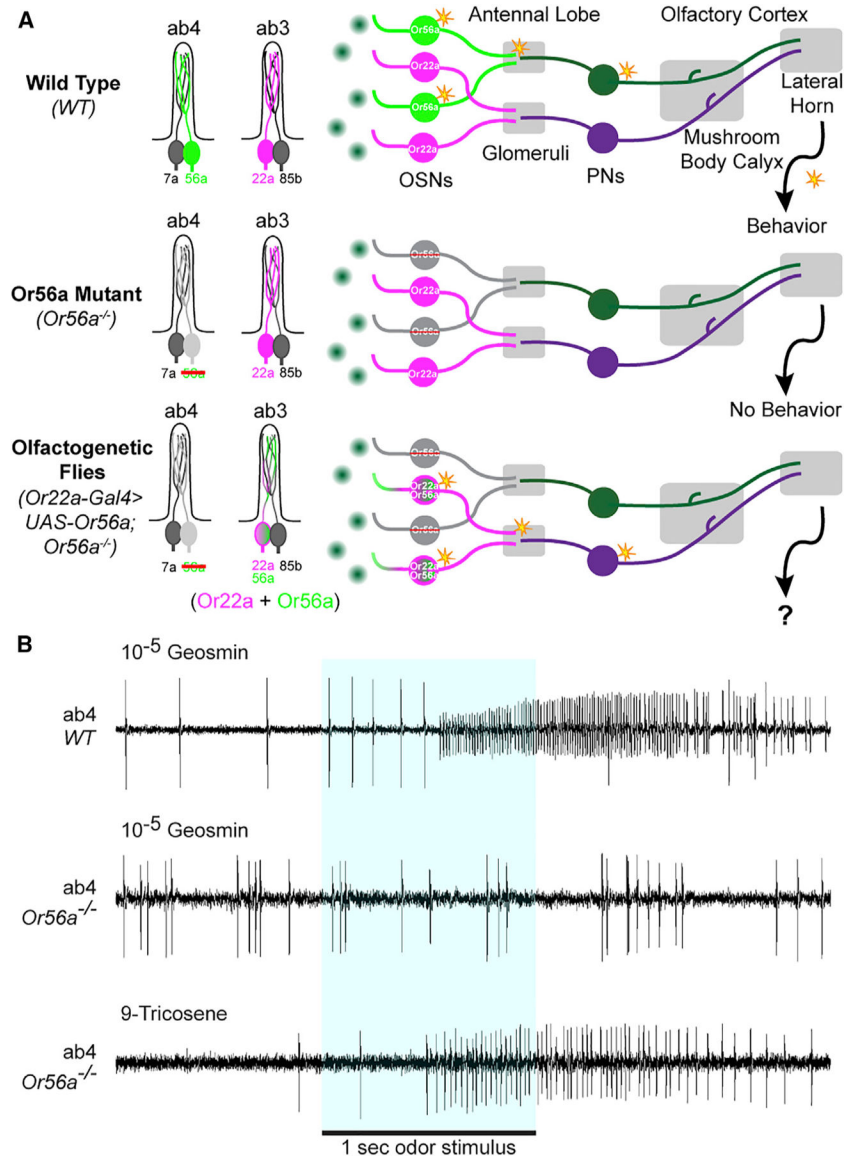 A
ab4
ab3
Wild Type
(WT)
7a 56a
22a 85b
Antennal Lobe
Olfactory Cortex
Or56a
Or22a
Or56a
Or22a
OSNs
Glomeruli
PNs
Mushroom
Body Calyx
Lateral
Horn
Behavior
ab4
ab3
Or56a Mutant
(Or56a-/-)
7a 56a
22a 85b
Or56a
Or22a
Or56a
Or22a
No Behavior
ab4
ab3
Olfactogenetic
Flies
(Or22a-Gal4>
UAS-Or56a;
Or56a-/-)
7a 56a
22a 85b
56a
(Or22a + Or56a)
Or56a
Or22a
Or56a
Or56a
Or22a
Or56a
?
B
10-5 Geosmin
ab4
WT
10-5 Geosmin
ab4
Or56a-/-
9-Tricosene
ab4
Or56a-/-
1 sec odor stimulus